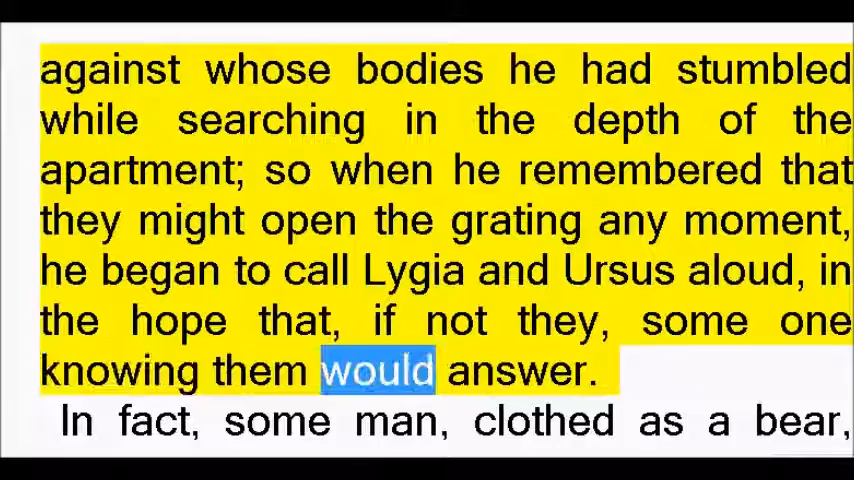 against whose bodies he had stumbled
while searching in the depth of the
apartment; so when he remembered that
they might open the grating any moment,
he began to call Lygia and Ursus aloud, in
the hope that, if not they, some one
knowing them would answer.
In fact, some man, clothed as a bear,